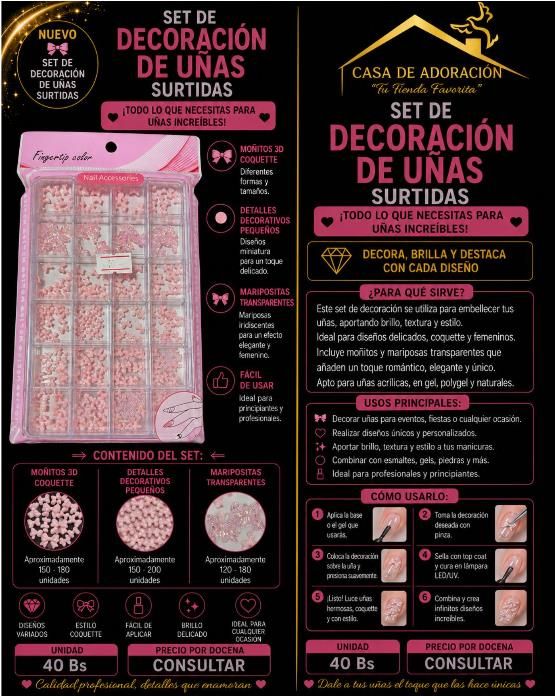 NUEVO
SET DE
DECORACIÓN
DE UÑAS
SURTIDAS
SET DE
DECORACIÓN
DE UÑAS
SURTIDAS
¡TODO LO QUE NECESITAS PARA
UÑAS INCREÍBLES!
Fingertip color
Nail Accessories
MOÑITOS 3D
COQUETTE
Diferentes
formas y
tamaños.
DETALLES
DECORATIVOS
PEQUEÑOS
Diseños
miniatura
para un toque
delicado.
MARIPOSITAS
TRANSPARENTES
Mariposas
iridiscentes
para un efecto
elegante y
femenino.
FÁCIL
DE USAR
Ideal para
principiantes y
profesionales.
CONTENIDO DEL SET:
MOÑITOS 3D
COQUETTE
Aproximadamente
150 - 180
unidades
DETALLES
DECORATIVOS
PEQUEÑOS
Aproximadamente
150 - 200
unidades
MARIPOSITAS
TRANSPARENTES
Aproximadamente
120 - 180
unidades
DISEÑOS
VARIADOS
ESTILO
COQUETTE
FÁCIL DE
APLICAR
BRILLO
DELICADO
IDEAL PARA
CUALQUIER
OCASIÓN
UNIDAD
40 Bs
PRECIO POR DOCENA
CONSULTAR
Calidad profesional, detalles que enamoran
CASA DE ADORACIÓN
"Tu Tienda Favorita"
SET DE
DECORACIÓN
DE UÑAS
SURTIDAS
¡TODO LO QUE NECESITAS PARA
UÑAS INCREÍBLES!
DECORA, BRILLA Y DESTACA
CON CADA DISEÑO
¿PARA QUÉ SIRVE?
Este set de decoración se utiliza para embellecer tus
uñas, aportando brillo, textura y estilo.
Ideal para diseños delicados, coquette y femeninos.
Incluye moñitos y mariposas transparentes que
añaden un toque romántico, elegante y único.
Apto para uñas acrílicas, en gel, polygel y naturales.
USOS PRINCIPALES:
Decorar uñas para eventos, fiestas o cualquier ocasión.
Realizar diseños únicos y personalizados.
Aportar brillo, textura y estilo a tus manicuras.
Combinar con esmaltes, gels, piedras y más.
Ideal para profesionales y principiantes.
CÓMO USARLO:
1 Aplica la base
o el gel que
usarás.
2 Toma la decoración
deseada con
pinza.
3 Coloca la decoración
sobre la uña y
presiona suavemente.
4 Sella con top coat
y cura en lámpara
LED/UV.
5 ¡Listo! Luce uñas
hermosas, coquette
y con estilo.
6 Combina y crea
infinitos diseños
increíbles.
UNIDAD
40 Bs
PRECIO POR DOCENA
CONSULTAR
Dale a tus uñas el toque que las hace únicas